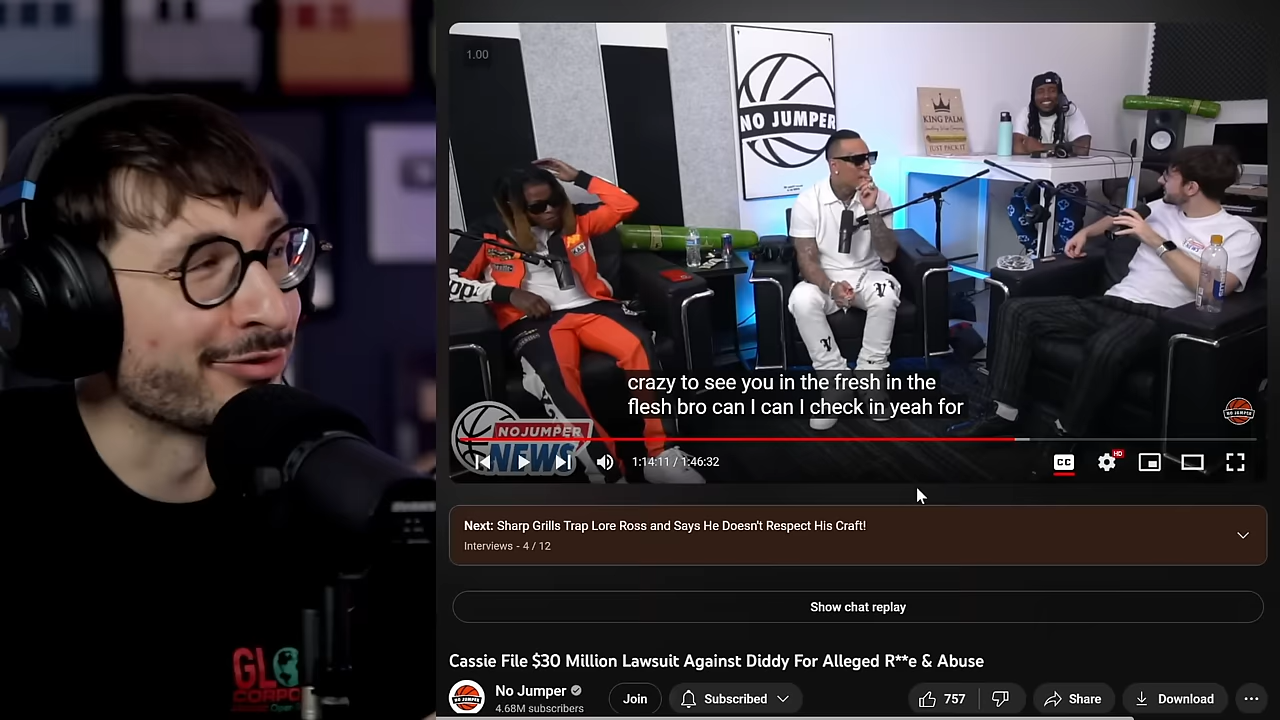 1.00
NO JUMPER
KING PALM
JUST PACK IT
crazy to see you in the fresh in the
flesh bro can I can I check in yeah for
NOJUMPER
NEWS
1:14:11 / 1:46:32
CC
HD
Next: Sharp Grills Trap Lore Ross and Says He Doesn't Respect His Craft!
Interviews - 4 / 12
Show chat replay
Cassie File $30 Million Lawsuit Against Diddy For Alleged R**e & Abuse
No Jumper
4.68M subscribers
Join
Subscribed
757
Share
Download